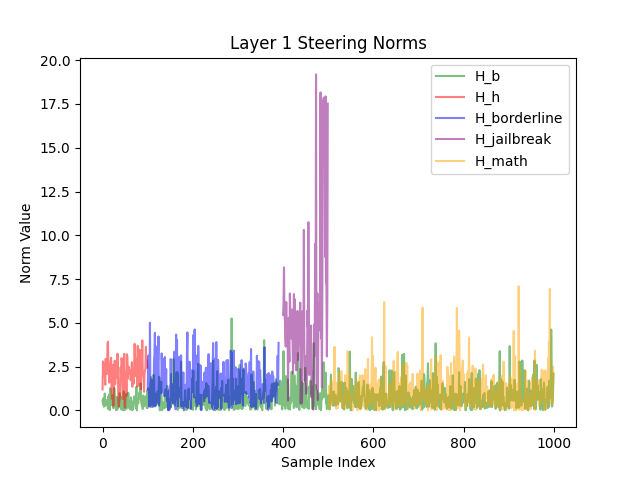 Layer 1 Steering Norms
20.0
17.5
15.0
12.5
10.0
7.5
5.0
2.5
0.0
Norm Value
H_b
H_h
H_borderline
H_jailbreak
H_math
0 200 400 600 800 1000
Sample Index